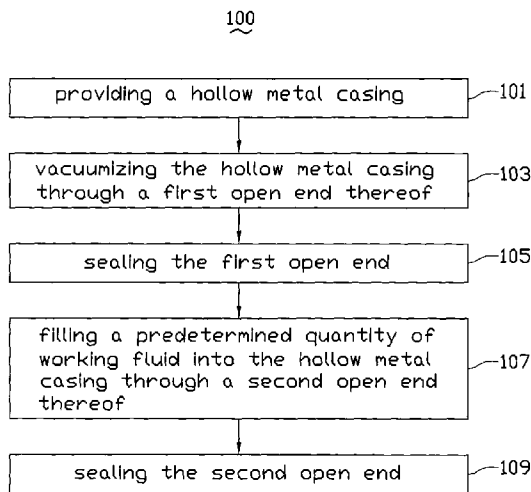 100
providing a hollow metal casing
101
vacuumizing the hollow metal casing
through a first open end thereof
103
sealing the first open end
105
filling a predetermined quantity of
working fluid into the hollow metal
casing through a second open end
thereof
107
sealing the second open end
109